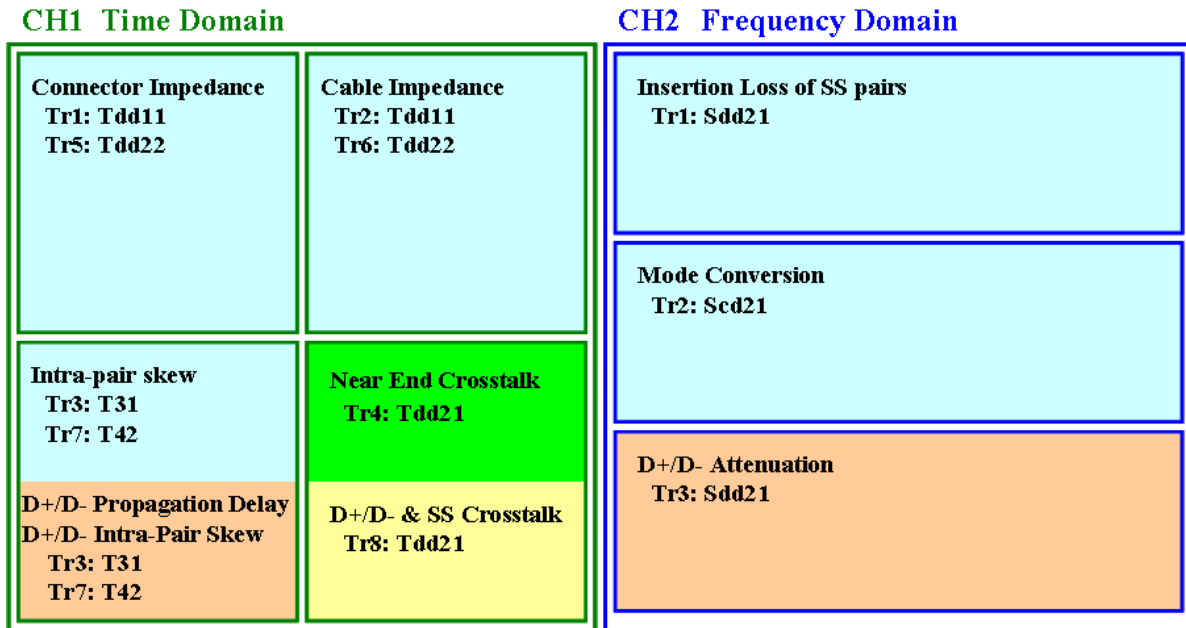 CH1 Time Domain
Connector Impedance
Tr1: Tdd11
Tr5: Tdd22
Cable Impedance
Tr2: Tdd11
Tr6: Tdd22
Intra-pair skew
Tr3: T31
Tr7: T42
D+/D- Propagation Delay
D+/D- Intra-Pair Skew
Tr3: T31
Tr7: T42
Near End Crosstalk
Tr4: Tdd21
D+/D- & SS Crosstalk
Tr8: Tdd21
CH2 Frequency Domain
Insertion Loss of SS pairs
Tr1: Sdd21
Mode Conversion
Tr2: Scd21
D+/D- Attenuation
Tr3: Sdd21